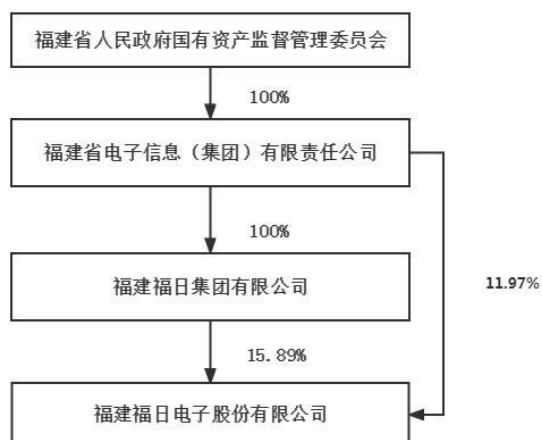 福建省人民政府国有资产监督管理委员会
100%
福建省电子信息（集团）有限责任公司
100%
福建福日集团有限公司
11.97%
15.89%
福建福日电子股份有限公司